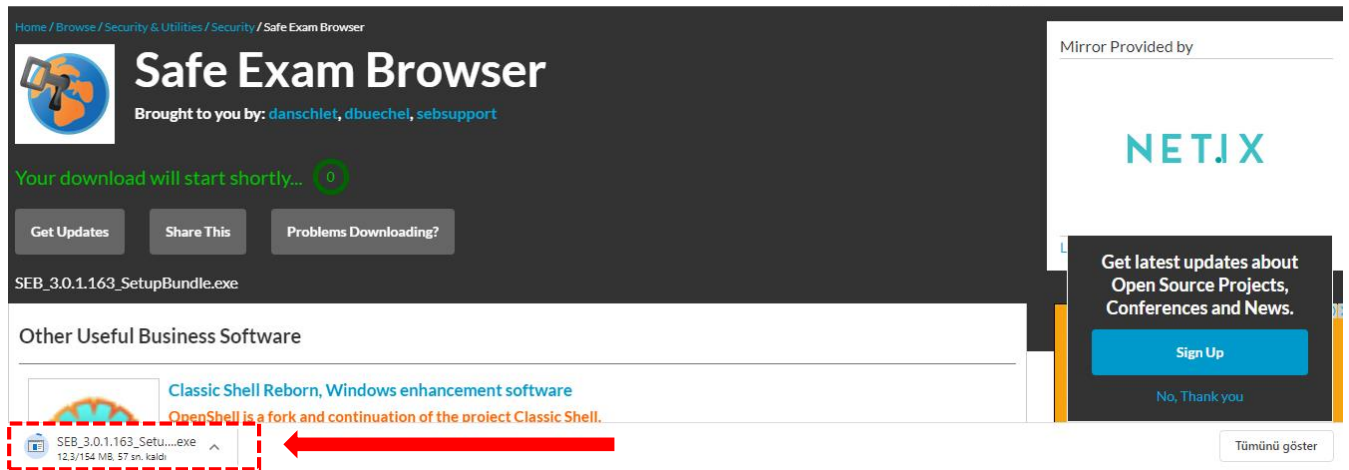 Home / Browse / Security & Utilities / Security / Safe Exam Browser
Safe Exam Browser
Brought to you by: danschlet, dbuechel, sebsupport
Your download will start shortly... 0
Get Updates
Share This
Problems Downloading?
SEB_3.0.1.163_SetupBundle.exe
Mirror Provided by
NETIX
L
Get latest updates about
Open Source Projects,
Conferences and News.
Sign Up
No, Thank you
Other Useful Business Software
Classic Shell Reborn, Windows enhancement software
OpenShell is a fork and continuation of the project Classic Shell.
SEB_3.0.1.163_Setu....exe
12,3/154 MB, 57 sn. kaldı
Tümünü göster